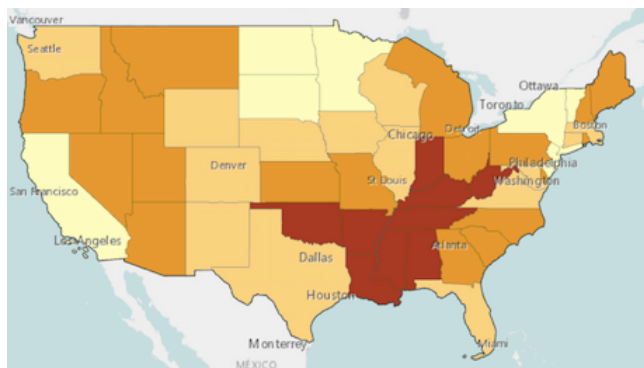 Vancouver
Seattle
Ottawa
Toronto
Boston
Chicago
Detroit
Philadelphia
Denver
St Louis
Washington
San Francisco
Los Angeles
Atlanta
Dallas
Houston
Monterrey
Miami
MÉXICO